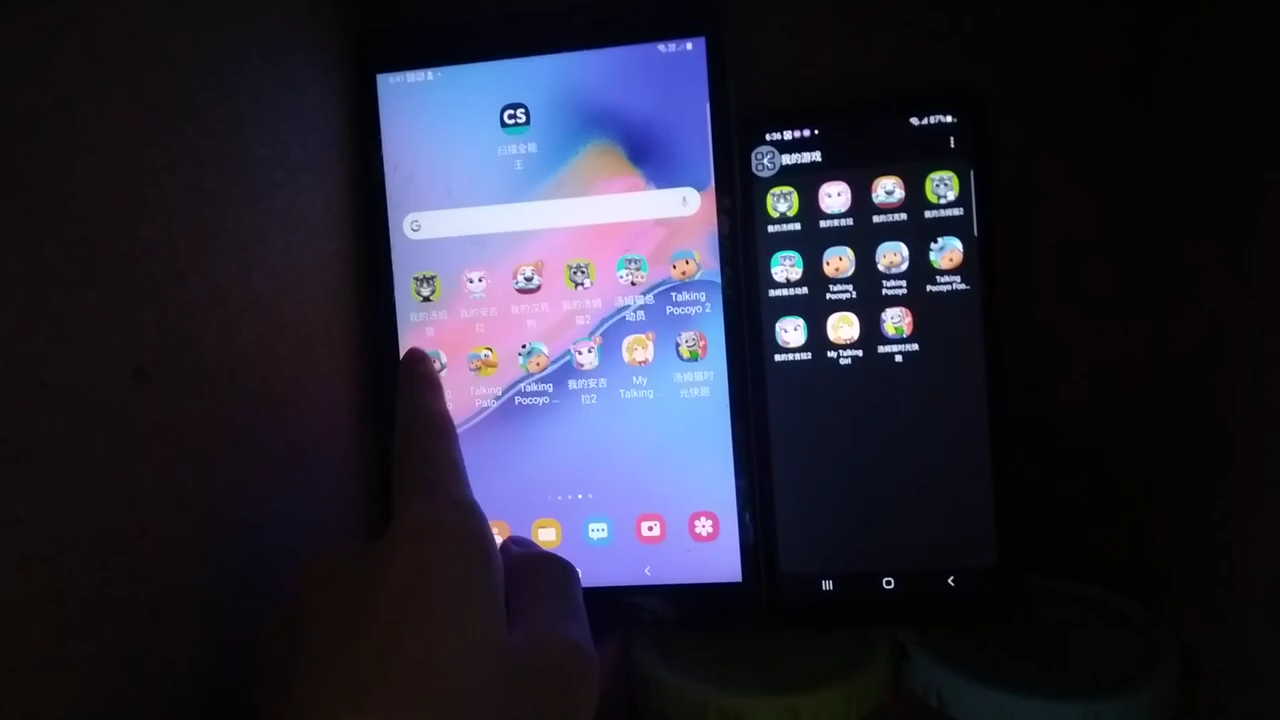 6:41
CS
扫描全能
王
G
我的汤姆
猫
我的安吉
拉
我的汉克
狗
我的汤姆
猫2
汤姆猫总
动员
Talking
Pocoyo 2
Talking
Pato
Talking
Pocoyo ...
我的安吉
拉2
My
Talking ...
汤姆猫时
光快跑
6:36
87%
我的游戏
我的汤姆猫
我的安吉拉
我的汉克狗
我的汤姆猫2
汤姆猫总动员
Talking
Pocoyo 2
Talking
Pocoyo
Talking
Pocoyo Foo...
我的安吉拉2
My Talking
Girl
汤姆猫时光快
跑